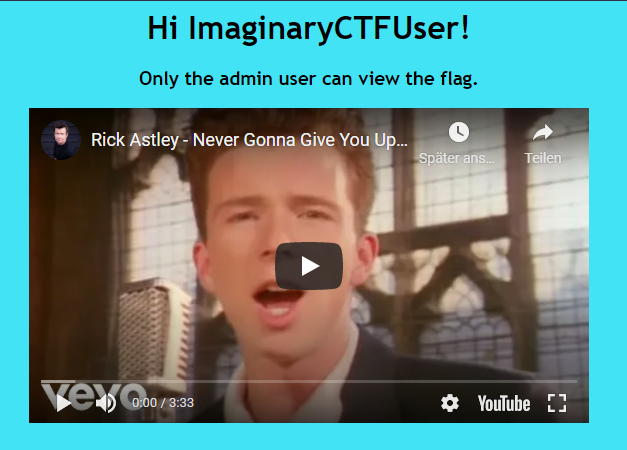 Hi ImaginaryCTFUser!
Only the admin user can view the flag.
Rick Astley - Never Gonna Give You Up...
Später ans...
Teilen
vevo
0:00 / 3:33
YouTube